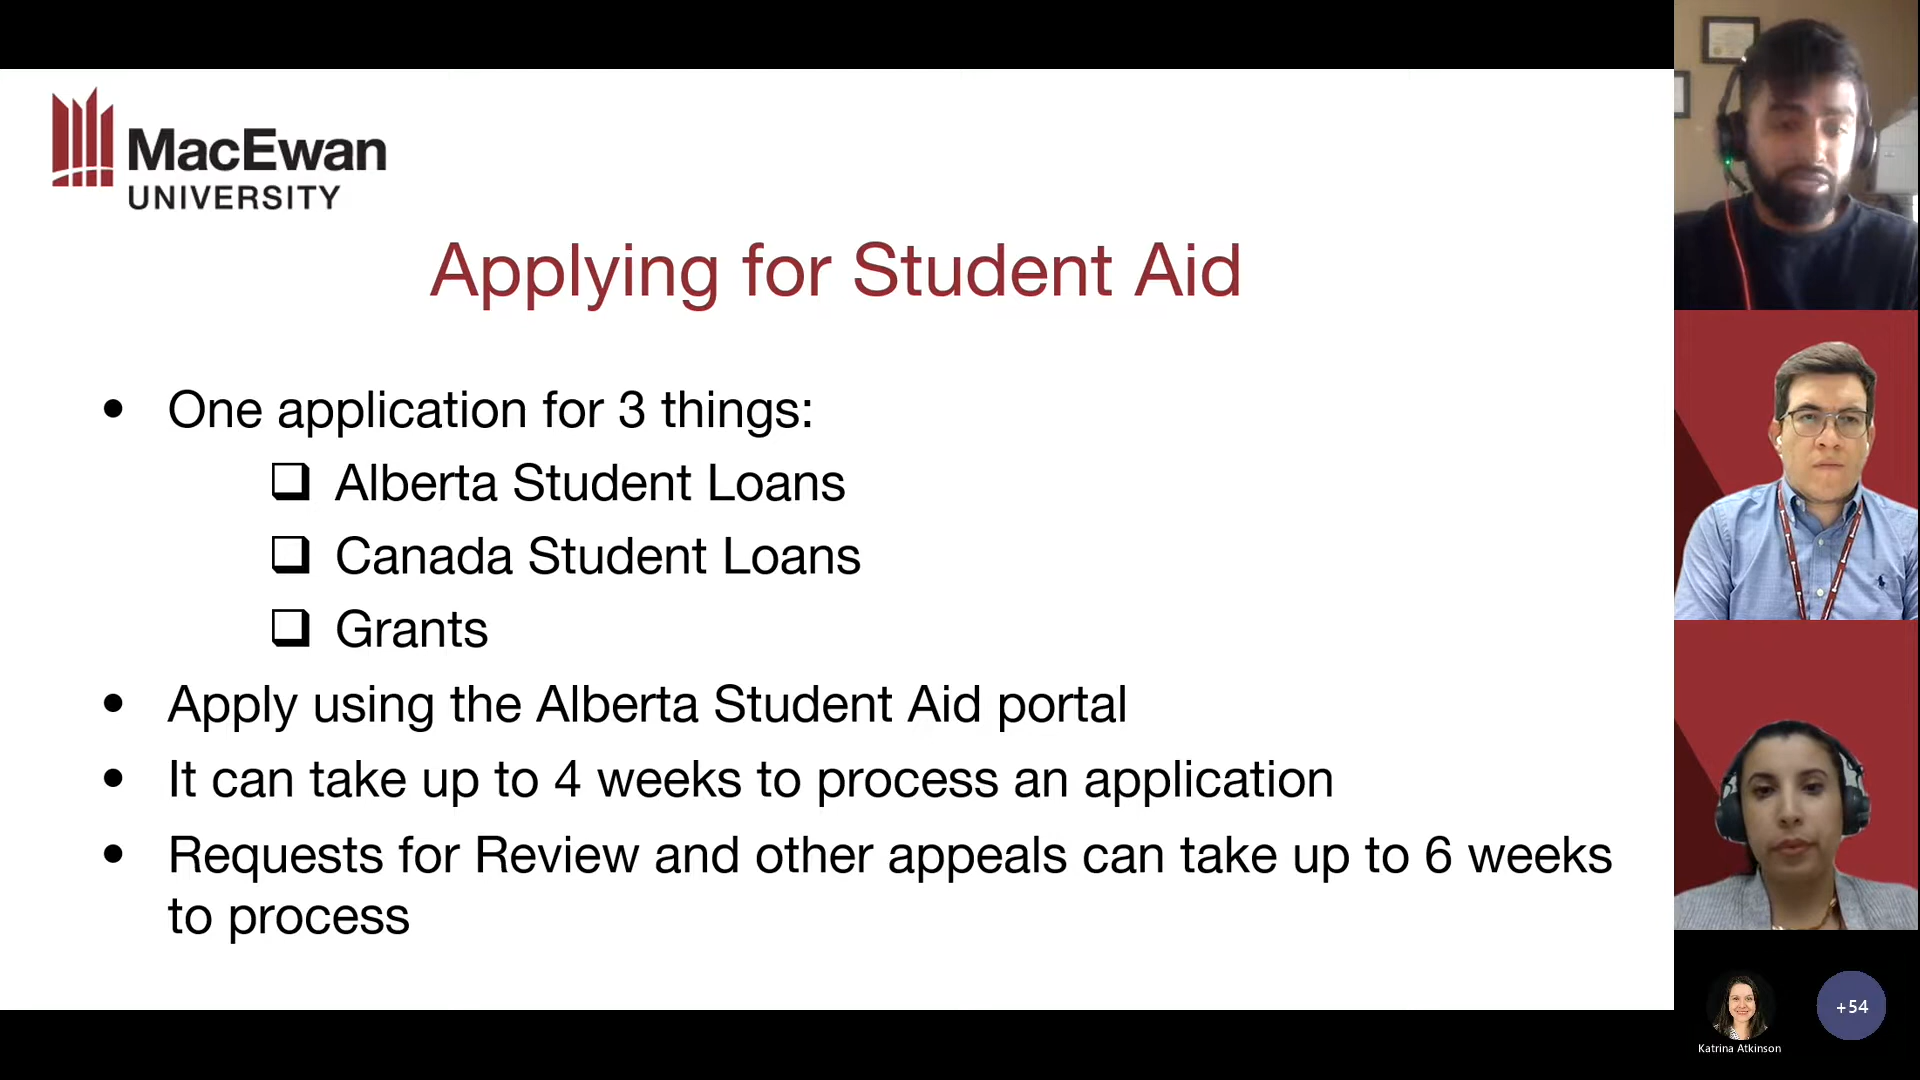 MacEwan
UNIVERSITY
Applying for Student Aid
• One application for 3 things:
❑ Alberta Student Loans
❑ Canada Student Loans
❑ Grants
• Apply using the Alberta Student Aid portal
• It can take up to 4 weeks to process an application
• Requests for Review and other appeals can take up to 6 weeks
to process
+54
Katrina Atkinson